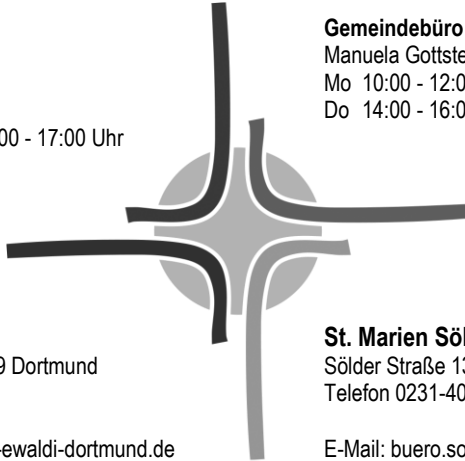 Gemeindebüro
Manuela Gottste
Mo 10:00 - 12:0
Do 14:00 - 16:0
00 - 17:00 Uhr
St. Marien Söl
9 Dortmund
Sölder Straße 13
Telefon 0231-40
-ewaldi-dortmund.de
E-Mail: buero.so